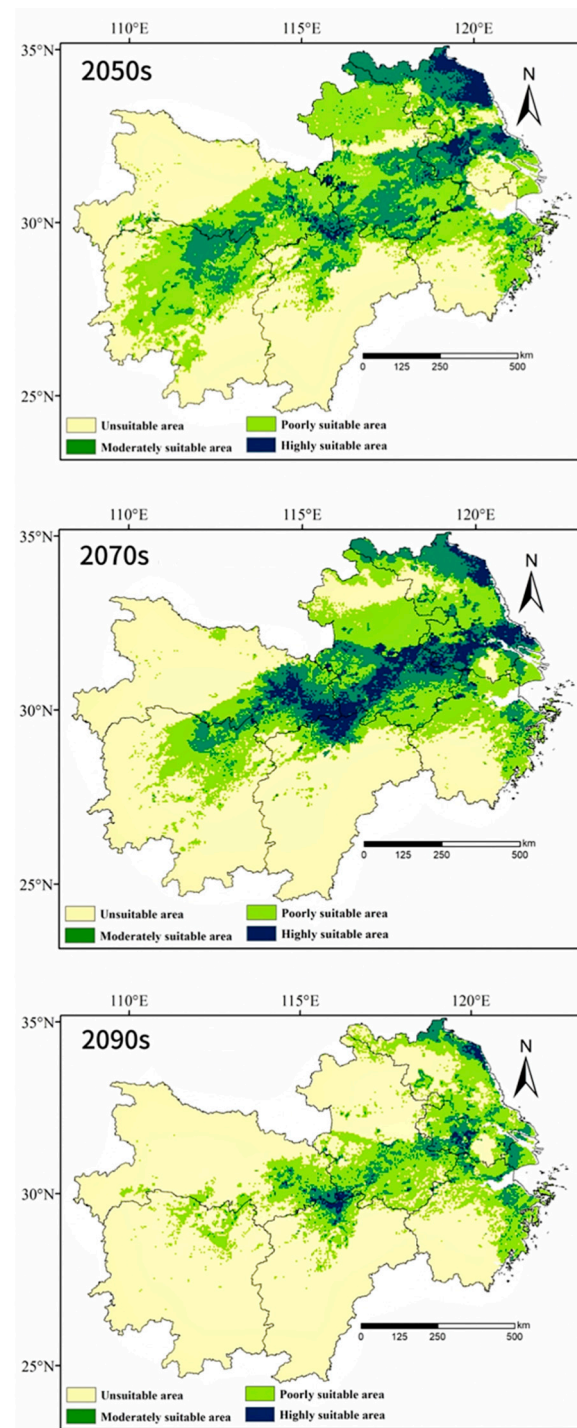 110°E 115°E 120°E
35°N
2050s
N
30°N
25°N
0 125 250 500 km
Unsuitable area Poorly suitable area
Moderately suitable area Highly suitable area
110°E 115°E 120°E
35°N
2070s
N
30°N
25°N
0 125 250 500 km
Unsuitable area Poorly suitable area
Moderately suitable area Highly suitable area
110°E 115°E 120°E
35°N
2090s
N
30°N
25°N
0 125 250 500 km
Unsuitable area Poorly suitable area
Moderately suitable area Highly suitable area